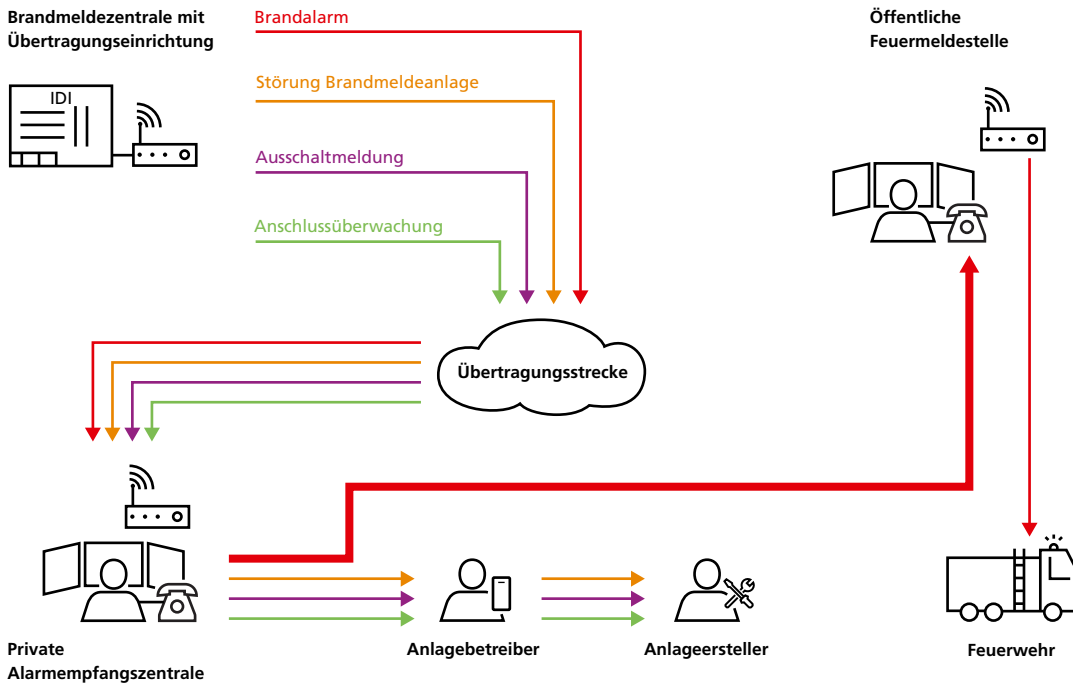 Brandmeldezentrale mit
Übertragungseinrichtung
IDI
Brandalarm
Störung Brandmeldeanlage
Ausschaltmeldung
Anschlussüberwachung
Öffentliche
Feuermeldestelle
Übertragungsstrecke
Private
Alarmempfangszentrale
Anlagebetreiber
Anlageersteller
Feuerwehr